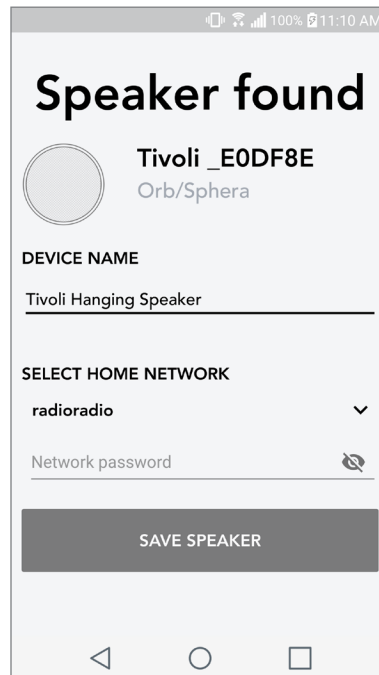 100% 11:10 AM
Speaker found
Tivoli _E0DF8E
Orb/Sphera
DEVICE NAME
Tivoli Hanging Speaker
SELECT HOME NETWORK
radioradio
Network password
SAVE SPEAKER